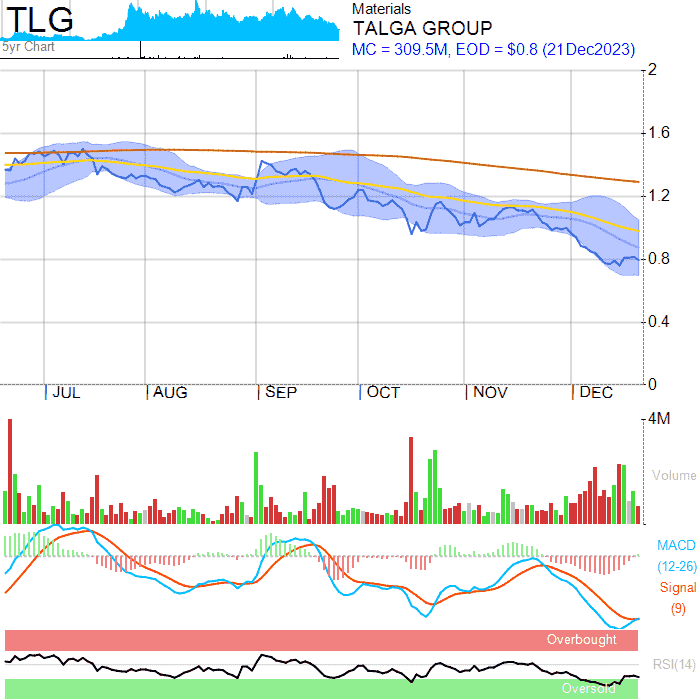 TLG
5yr Chart
Materials
TALGA GROUP
MC = 309.5M, EOD = $0.8 (21Dec2023)
2
1.6
1.2
0.8
0.4
0
JUL AUG SEP OCT NOV DEC
4M
Volume
MACD
(12-26)
Signal
(9)
Overbought
RSI(14)
Oversold